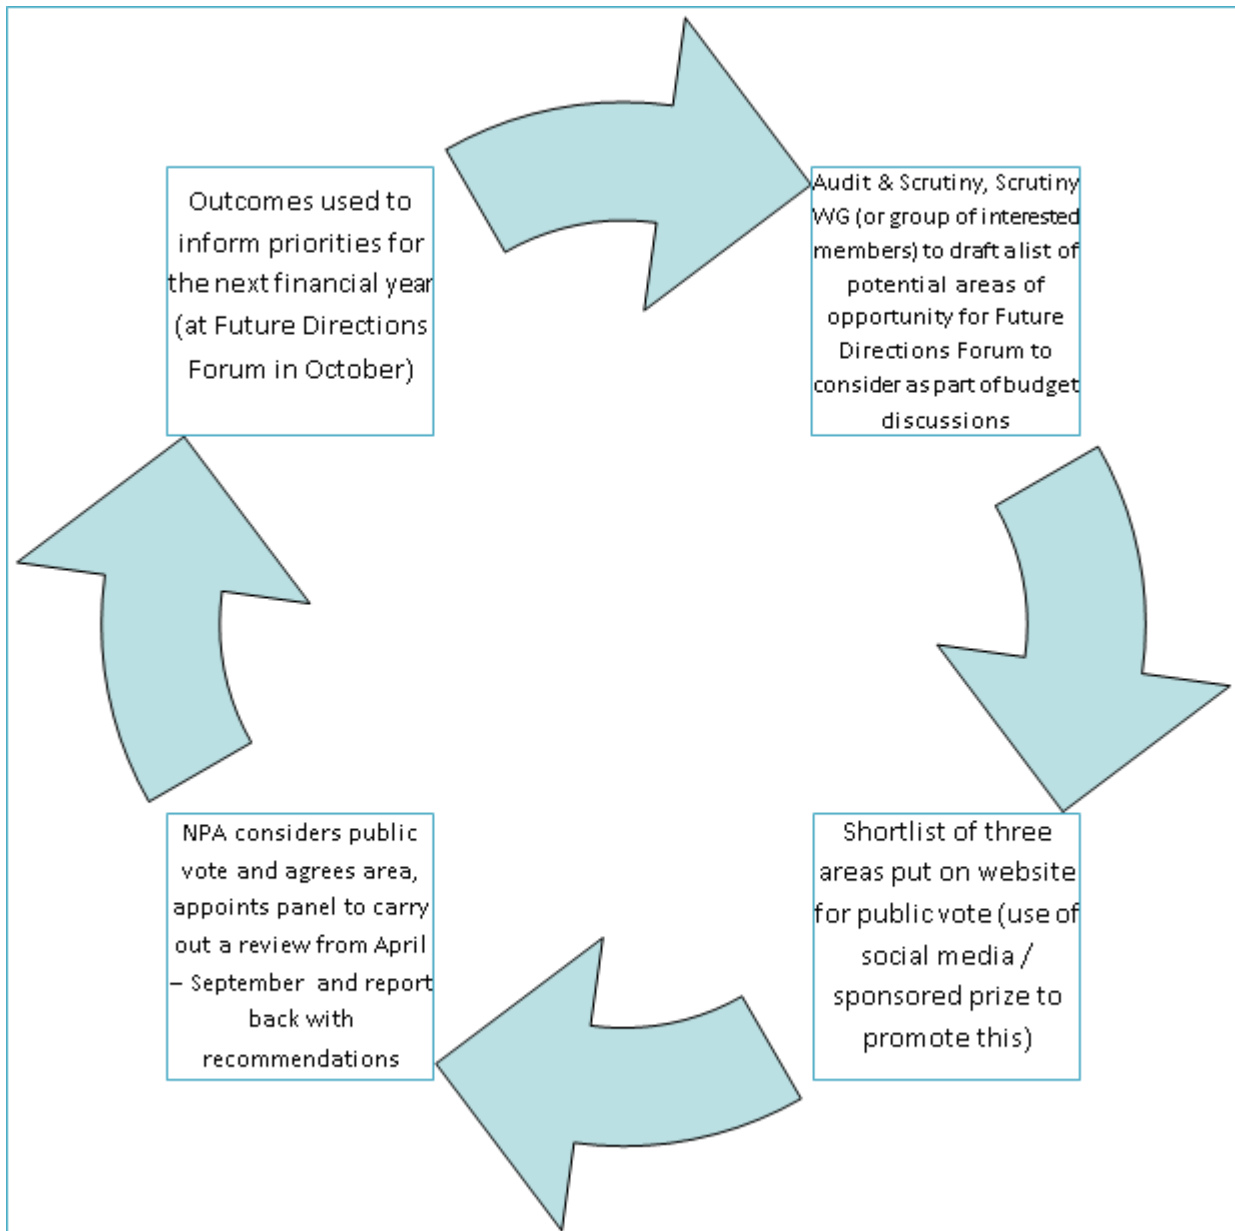 Outcomes used to
inform priorities for
the next financial year
(at Future Directions
Forum in October)
Audit & Scrutiny, Scrutiny
WG (or group of interested
members) to draft a list of
potential areas of
opportunity for Future
Directions Forum to
consider as part of budget
discussions
Shortlist of three
areas put on website
for public vote (use of
social media /
sponsored prize to
promote this)
NPA considers public
vote and agrees area,
appoints panel to carry
out a review from April
– September and report
back with
recommendations